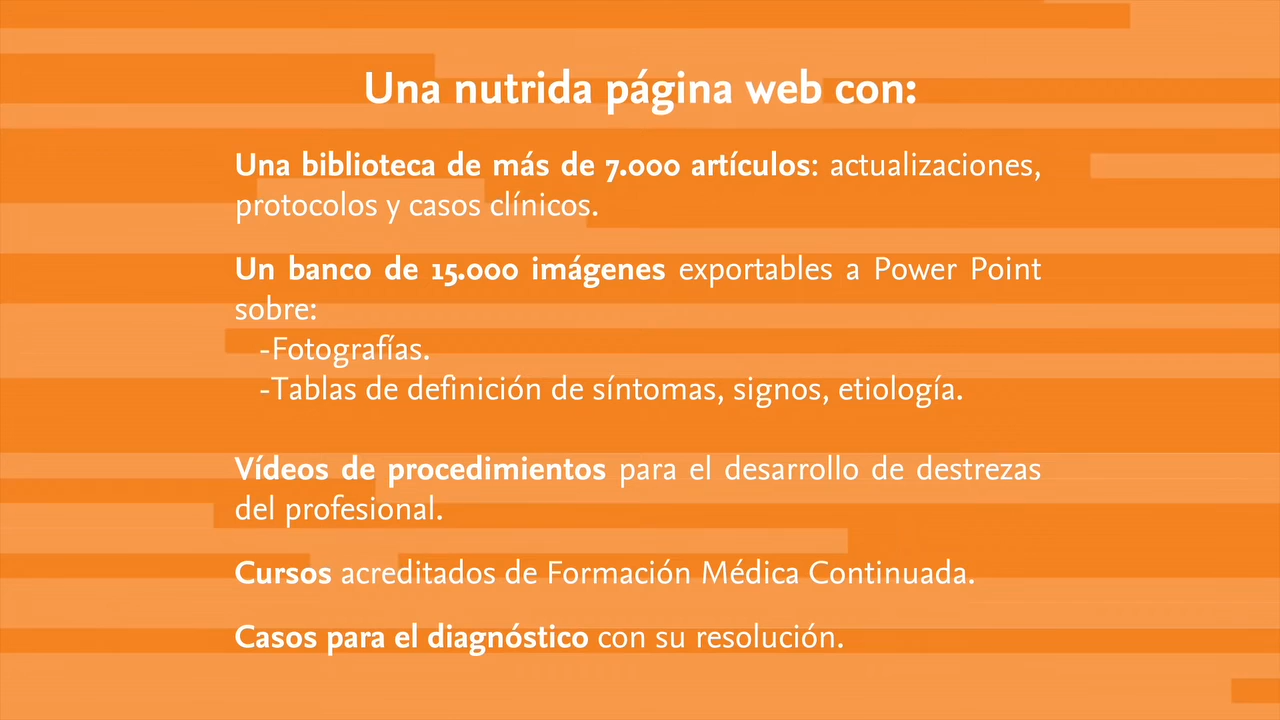 Una nutrida página web con:
Una biblioteca de más de 7.000 artículos: actualizaciones,
protocolos y casos clínicos.
Un banco de 15.000 imágenes exportables a Power Point
sobre:
-Fotografías.
-Tablas de definición de síntomas, signos, etiología.
Vídeos de procedimientos para el desarrollo de destrezas
del profesional.
Cursos acreditados de Formación Médica Continuada.
Casos para el diagnóstico con su resolución.